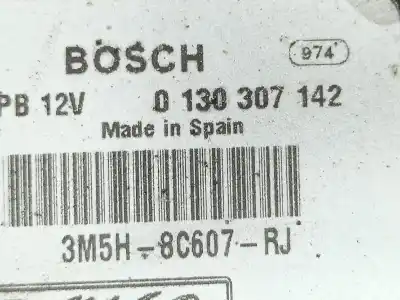 BOSCH 974
PB 12V 0 130 307 142
Made in Spain
3M5H-8C607-RJ